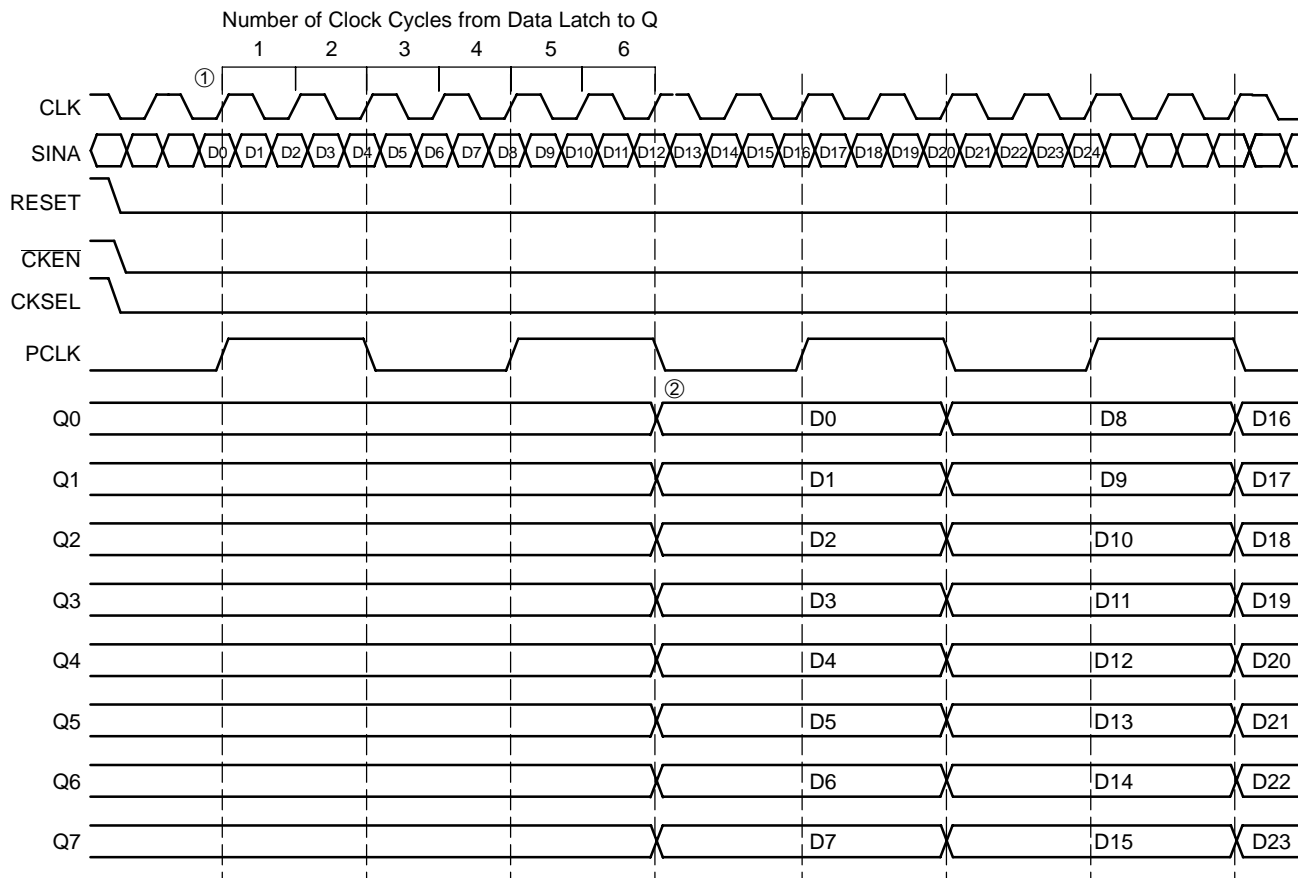 Number of Clock Cycles from Data Latch to Q
1 2 3 4 5 6
①
CLK
SINA D0 D1 D2 D3 D4 D5 D6 D7 D8 D9 D10 D11 D12 D13 D14 D15 D16 D17 D18 D19 D20 D21 D22 D23 D24
RESET
CKEN
CKSEL
PCLK
②
Q0 D0 D8 D16
Q1 D1 D9 D17
Q2 D2 D10 D18
Q3 D3 D11 D19
Q4 D4 D12 D20
Q5 D5 D13 D21
Q6 D6 D14 D22
Q7 D7 D15 D23